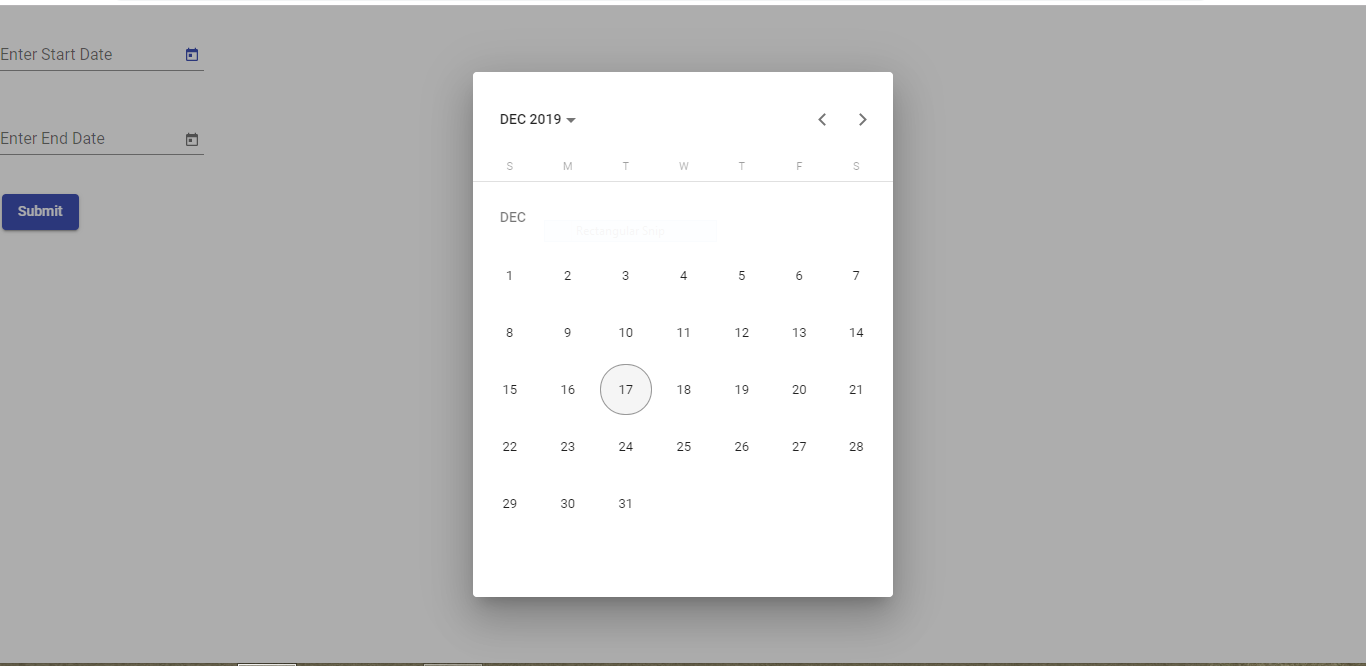 Enter Start Date
Enter End Date
Submit
DEC 2019
S M T W T F S
DEC
Rectangular Snip
1 2 3 4 5 6 7
8 9 10 11 12 13 14
15 16 17 18 19 20 21
22 23 24 25 26 27 28
29 30 31